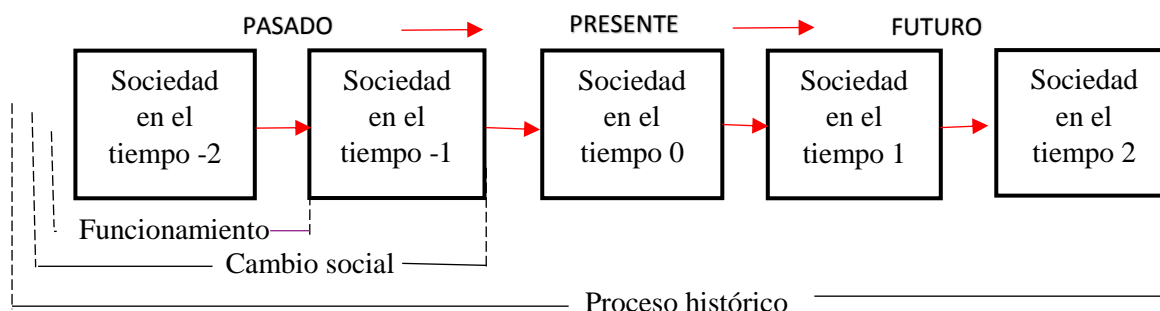 PASADO PRESENTE FUTURO
Sociedad
en el
tiempo -2
Sociedad
en el
tiempo -1
Sociedad
en el
tiempo 0
Sociedad
en el
tiempo 1
Sociedad
en el
tiempo 2
Funcionamiento
Cambio social
Proceso histórico